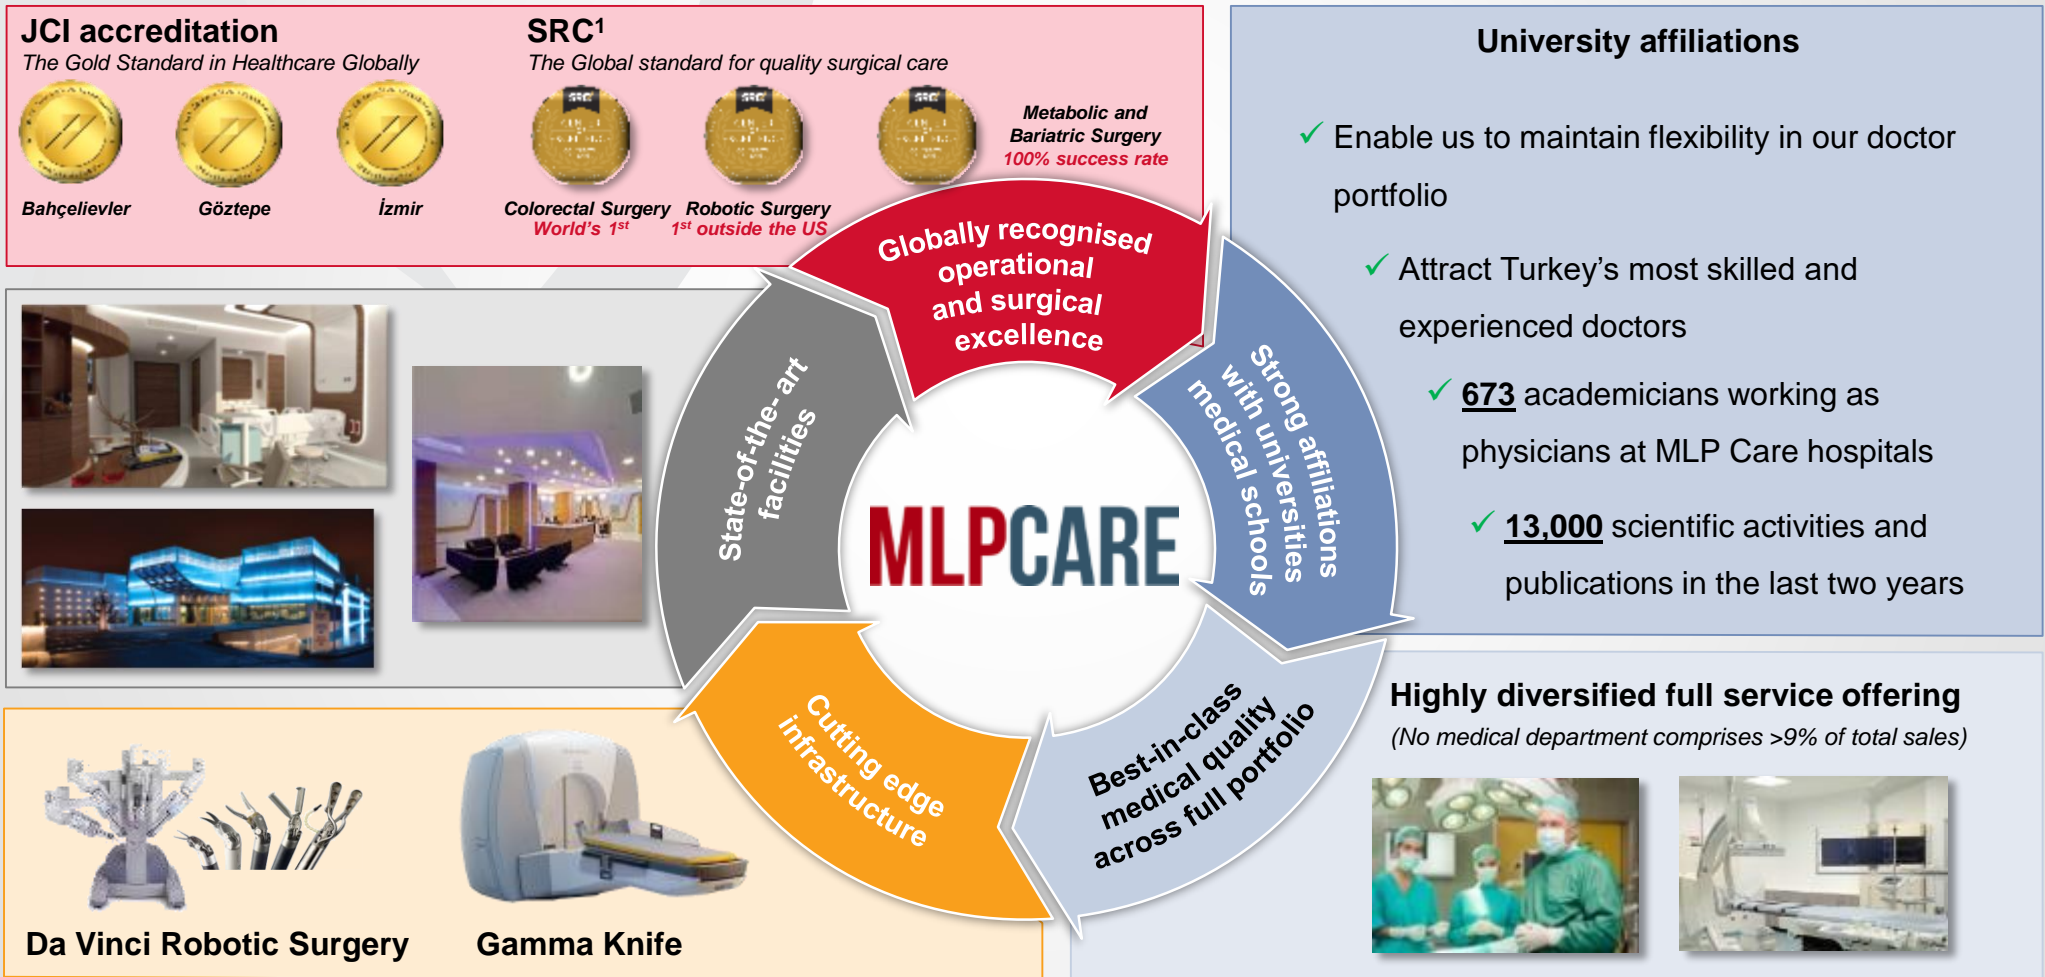 JCI accreditation
The Gold Standard in Healthcare Globally
Bahçelievler
Göztepe
İzmir
SRC¹
The Global standard for quality surgical care
SRC
SRC
SRC
Colorectal Surgery
World's 1st
Robotic Surgery
1st outside the US
Metabolic and
Bariatric Surgery
100% success rate
University affiliations
✓ Enable us to maintain flexibility in our doctor
portfolio
✓ Attract Turkey's most skilled and
experienced doctors
✓ 673 academicians working as
physicians at MLP Care hospitals
✓ 13,000 scientific activities and
publications in the last two years
Globally recognised
operational
and surgical
excellence
Strong affiliations
with universities
medical schools
Best-in-class
medical quality
across full portfolio
Cutting edge
infrastructure
State-of-the- art
facilities
MLPCARE
Highly diversified full service offering
(No medical department comprises >9% of total sales)
Da Vinci Robotic Surgery
Gamma Knife